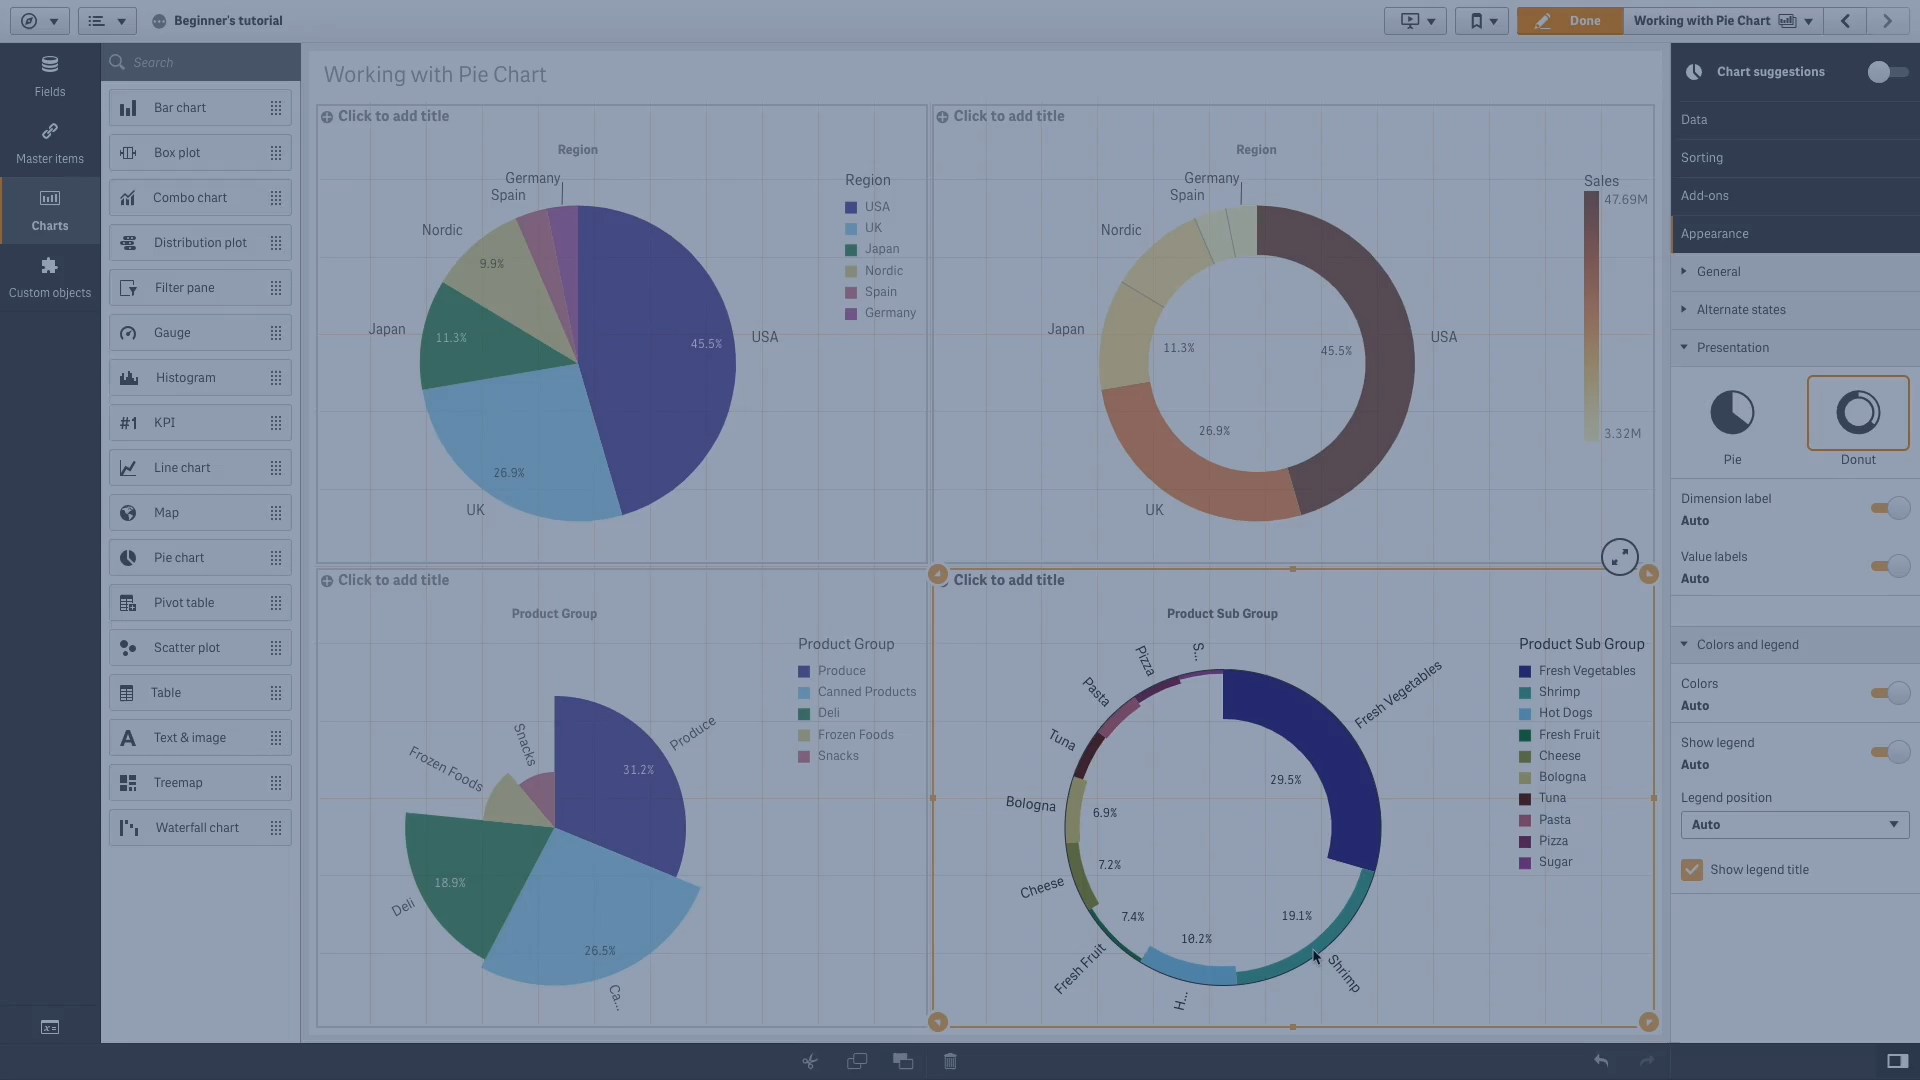 Beginner's tutorial
Done
Working with Pie Chart
Fields
Master items
Charts
Custom objects
Search
Bar chart
Box plot
Combo chart
Distribution plot
Filter pane
Gauge
Histogram
#1 KPI
Line chart
Map
Pie chart
Pivot table
Scatter plot
Table
A Text & image
Treemap
Waterfall chart
Working with Pie Chart
Click to add title
Region
Germany
Spain
Nordic
9.9%
Japan
11.3%
45.5%
USA
26.9%
UK
Region
USA
UK
Japan
Nordic
Spain
Germany
Click to add title
Region
Germany
Spain
Nordic
Japan
11.3%
45.5%
USA
26.9%
UK
Sales
47.69M
3.32M
Click to add title
Product Group
Produce
31.2%
Snacks
Frozen Foods
18.9%
Deli
26.5%
Ca...
Product Group
Produce
Canned Products
Deli
Frozen Foods
Snacks
Click to add title
Product Sub Group
S...
Pizza
Pasta
Tuna
Bologna
6.9%
7.2%
Cheese
7.4%
Fresh Fruit
10.2%
H...
19.1%
Shrimp
29.5%
Fresh Vegetables
Product Sub Group
Fresh Vegetables
Shrimp
Hot Dogs
Fresh Fruit
Cheese
Bologna
Tuna
Pasta
Pizza
Sugar
Chart suggestions
Data
Sorting
Add-ons
Appearance
General
Alternate states
Presentation
Pie
Donut
Dimension label
Auto
Value labels
Auto
Colors and legend
Colors
Auto
Show legend
Auto
Legend position
Auto
Show legend title